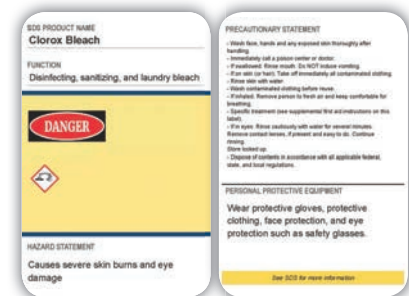 SDS PRODUCT NAME
Clorox Bleach
FUNCTION
Disinfecting, sanitizing, and laundry bleach
DANGER
HAZARD STATEMENT
Causes severe skin burns and eye
damage
PRECAUTIONARY STATEMENT
- Wash face, hands and any exposed skin thoroughly after
handling.
- Immediately call a poison center or doctor.
- If swallowed: Rinse mouth. Do NOT induce vomiting.
- If on skin (or hair): Take off immediately all contaminated clothing.
- Rinse skin with water.
- Wash contaminated clothing before reuse.
- If inhaled: Remove person to fresh air and keep comfortable for
breathing.
- Specific treatment (see supplemental first aid instructions on this
label).
- If in eyes: Rinse cautiously with water for several minutes.
Remove contact lenses, if present and easy to do. Continue
rinsing.
Store locked up.
- Dispose of contents in accordance with all applicable federal,
state, and local regulations.
PERSONAL PROTECTIVE EQUIPMENT
Wear protective gloves, protective
clothing, face protection, and eye
protection such as safety glasses.
See SDS for more information